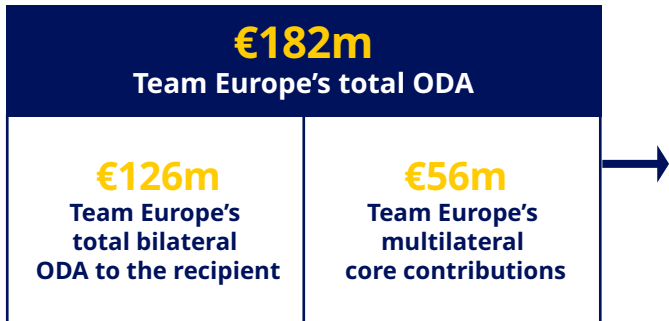 €182m
Team Europe’s total ODA
€126m
Team Europe’s
total bilateral
ODA to the recipient
€56m
Team Europe’s
multilateral
core contributions